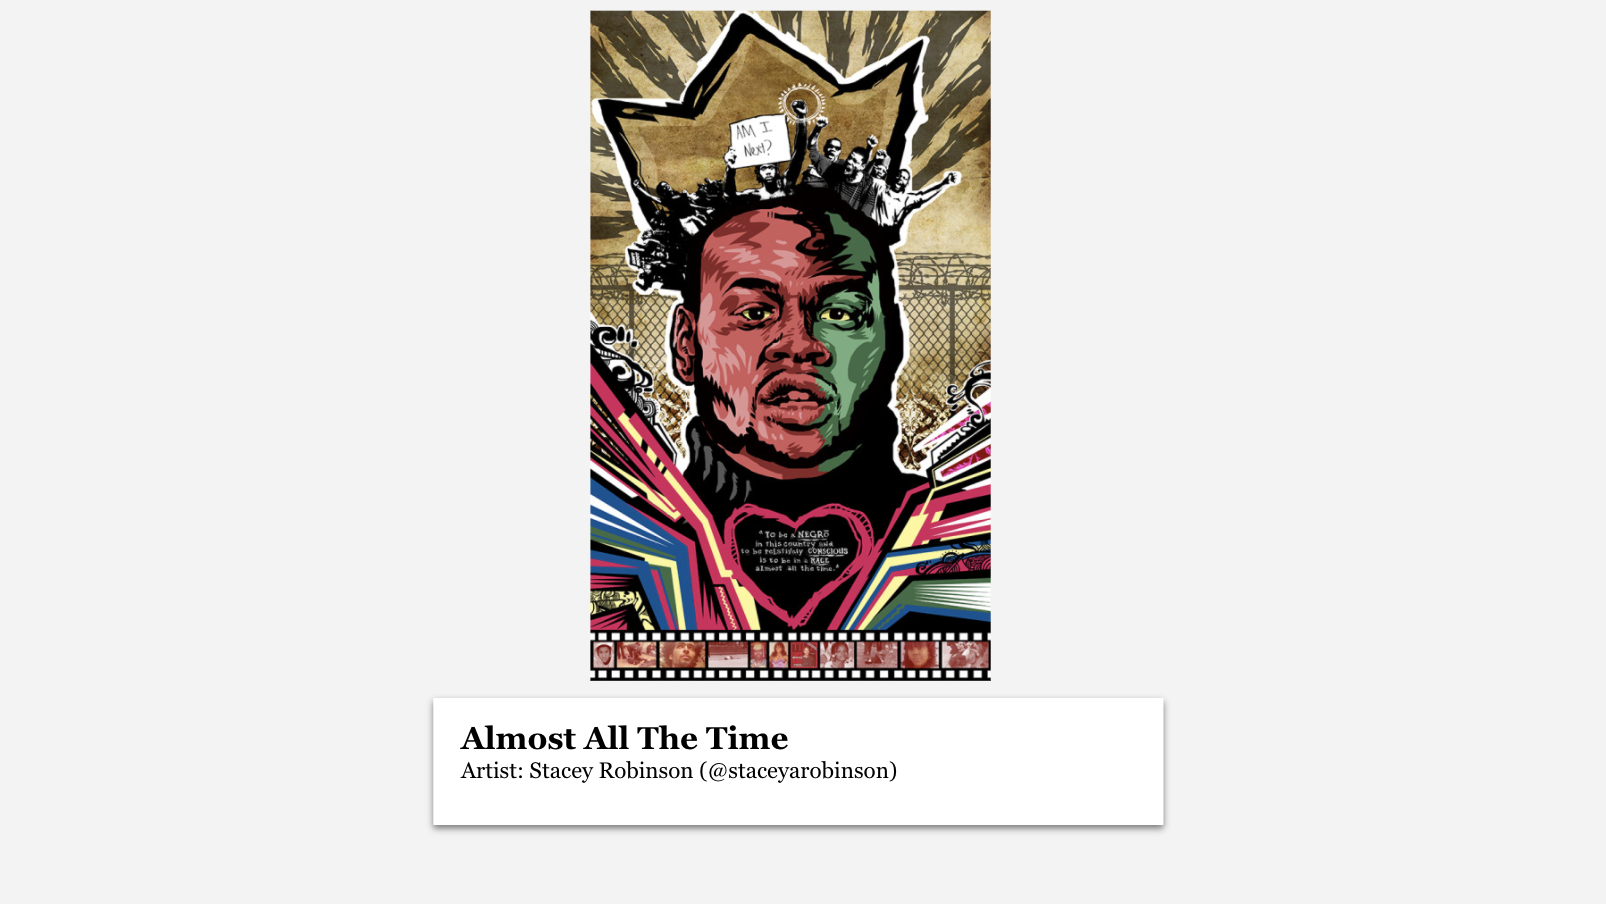 AM I
Next?
"To be a NEGRO
in this country and
to be relatively CONSCIOUS
is to be in a RAGE
almost all the time."
Almost All The Time
Artist: Stacey Robinson (@staceyarobinson)